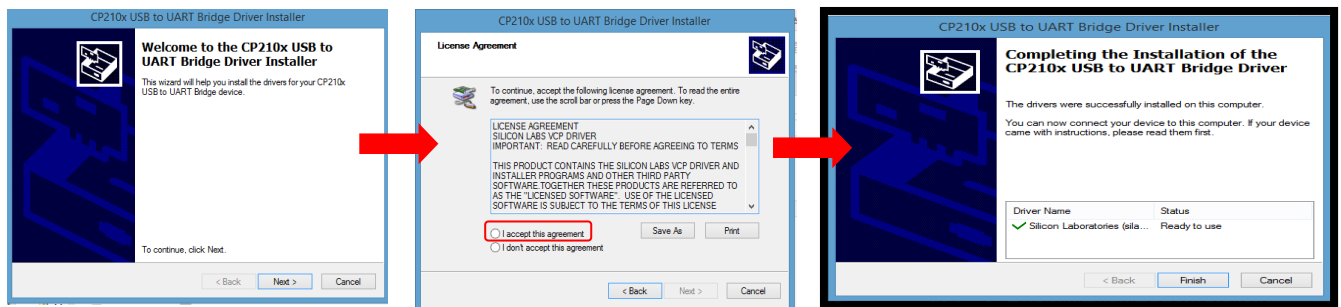 CP210x USB to UART Bridge Driver Installer
Welcome to the CP210x USB to
UART Bridge Driver Installer
This wizard will help you install the drivers for your CP210x
USB to UART Bridge device.
To continue, click Next.
< Back
Next >
Cancel
CP210x USB to UART Bridge Driver Installer
License Agreement
To continue, accept the following license agreement. To read the entire
agreement, use the scroll bar or press the Page Down key.
LICENSE AGREEMENT
SILICON LABS VCP DRIVER
IMPORTANT: READ CAREFULLY BEFORE AGREEING TO TERMS
THIS PRODUCT CONTAINS THE SILICON LABS VCP DRIVER AND
INSTALLER PROGRAMS AND OTHER THIRD PARTY
SOFTWARE.TOGETHER THESE PRODUCTS ARE REFERRED TO
AS THE "LICENSED SOFTWARE". USE OF THE LICENSED
SOFTWARE IS SUBJECT TO THE TERMS OF THIS LICENSE
I accept this agreement
Save As
Print
I don't accept this agreement
< Back
Next >
Cancel
CP210x USB to UART Bridge Driver Installer
Completing the Installation of the
CP210x USB to UART Bridge Driver
The drivers were successfully installed on this computer.
You can now connect your device to this computer. If your device
came with instructions, please read them first.
Driver Name Status
Silicon Laboratories (sila... Ready to use
< Back
Finish
Cancel